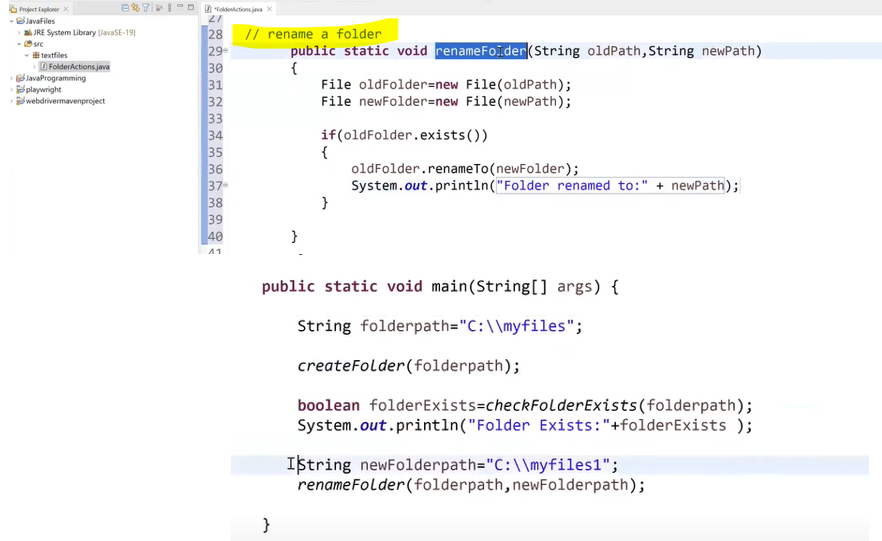 Project Explorer
JavaFiles
JRE System Library [JavaSE-19]
src
textfiles
FolderActions.java
JavaProgramming
playwright
webdrivermavenproject
*FolderActions.java
27
28 // rename a folder
29 public static void renameFolder(String oldPath,String newPath)
30 {
31 File oldFolder=new File(oldPath);
32 File newFolder=new File(newPath);
33
34 if(oldFolder.exists())
35 {
36 oldFolder.renameTo(newFolder);
37 System.out.println("Folder renamed to:" + newPath);
38 }
39
40 }
41
public static void main(String[] args) {
String folderpath="C:\\myfiles";
createFolder(folderpath);
boolean folderExists=checkFolderExists(folderpath);
System.out.println("Folder Exists:"+folderExists );
String newFolderpath="C:\\myfiles1";
renameFolder(folderpath,newFolderpath);
}